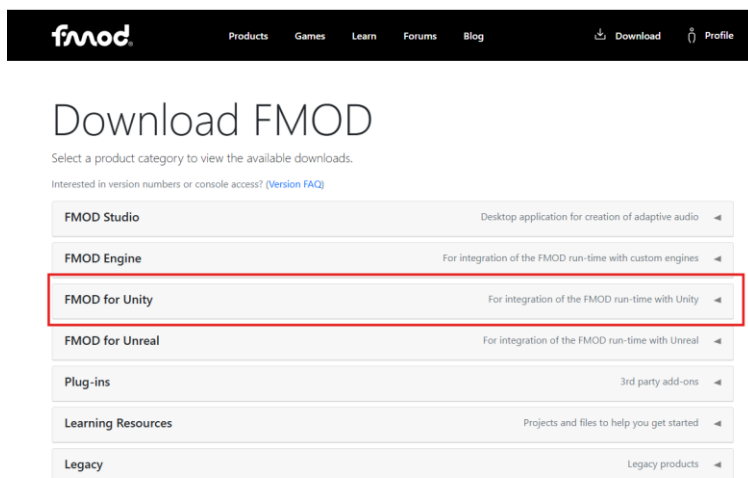 fmod®
Products Games Learn Forums Blog Download Profile
Download FMOD
Select a product category to view the available downloads.
Interested in version numbers or console access? (Version FAQ)
FMOD Studio Desktop application for creation of adaptive audio
FMOD Engine For integration of the FMOD run-time with custom engines
FMOD for Unity For integration of the FMOD run-time with Unity
FMOD for Unreal For integration of the FMOD run-time with Unreal
Plug-ins 3rd party add-ons
Learning Resources Projects and files to help you get started
Legacy Legacy products